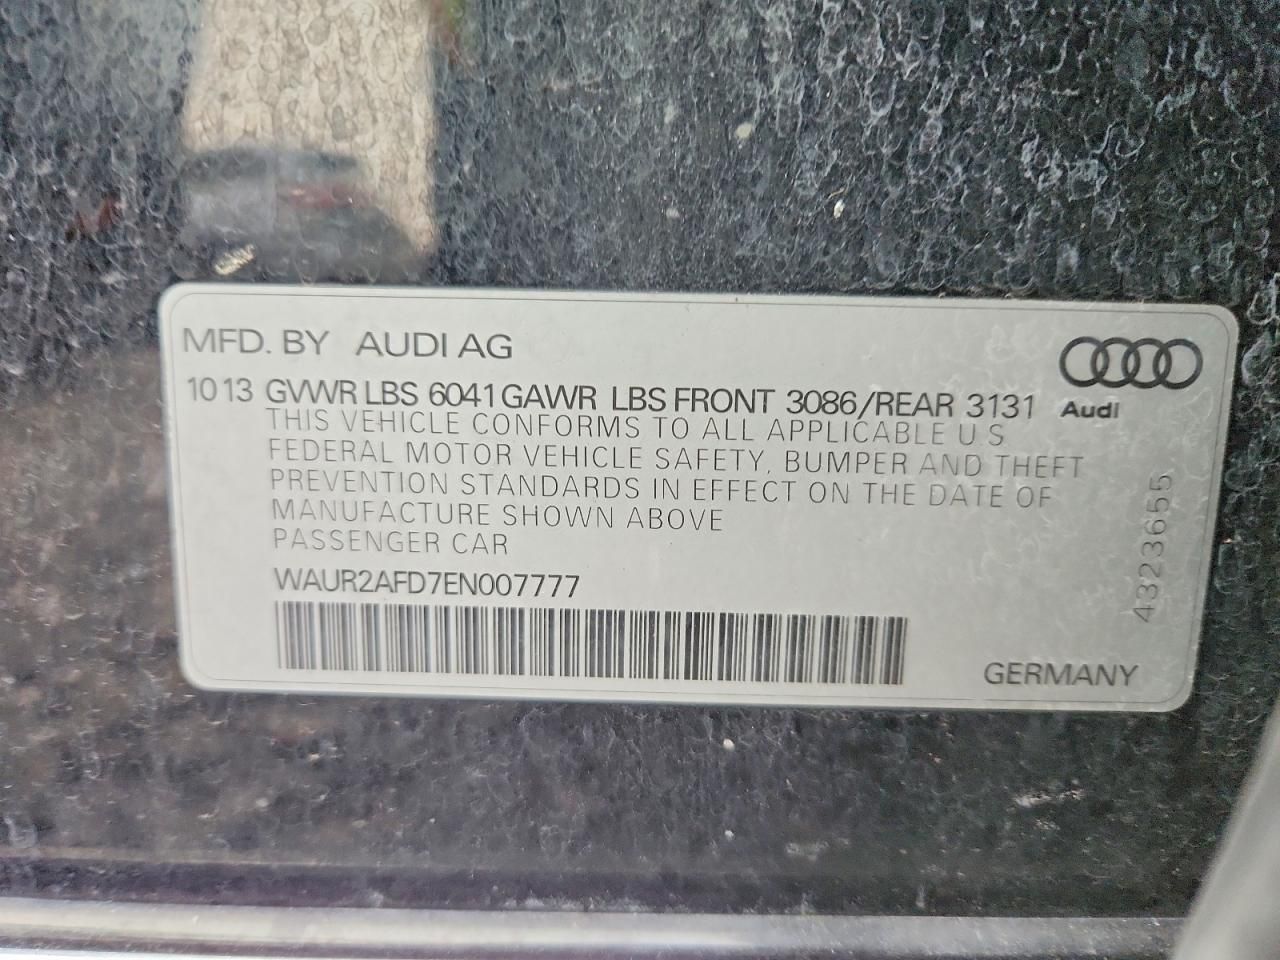 MFD. BY AUDI AG
10 13 GVWR LBS 6041 GAWR LBS FRONT 3086/REAR 3131
Audi
THIS VEHICLE CONFORMS TO ALL APPLICABLE U S
FEDERAL MOTOR VEHICLE SAFETY, BUMPER AND THEFT
PREVENTION STANDARDS IN EFFECT ON THE DATE OF
MANUFACTURE SHOWN ABOVE
PASSENGER CAR
WAUR2AFD7EN007777
4323655
GERMANY